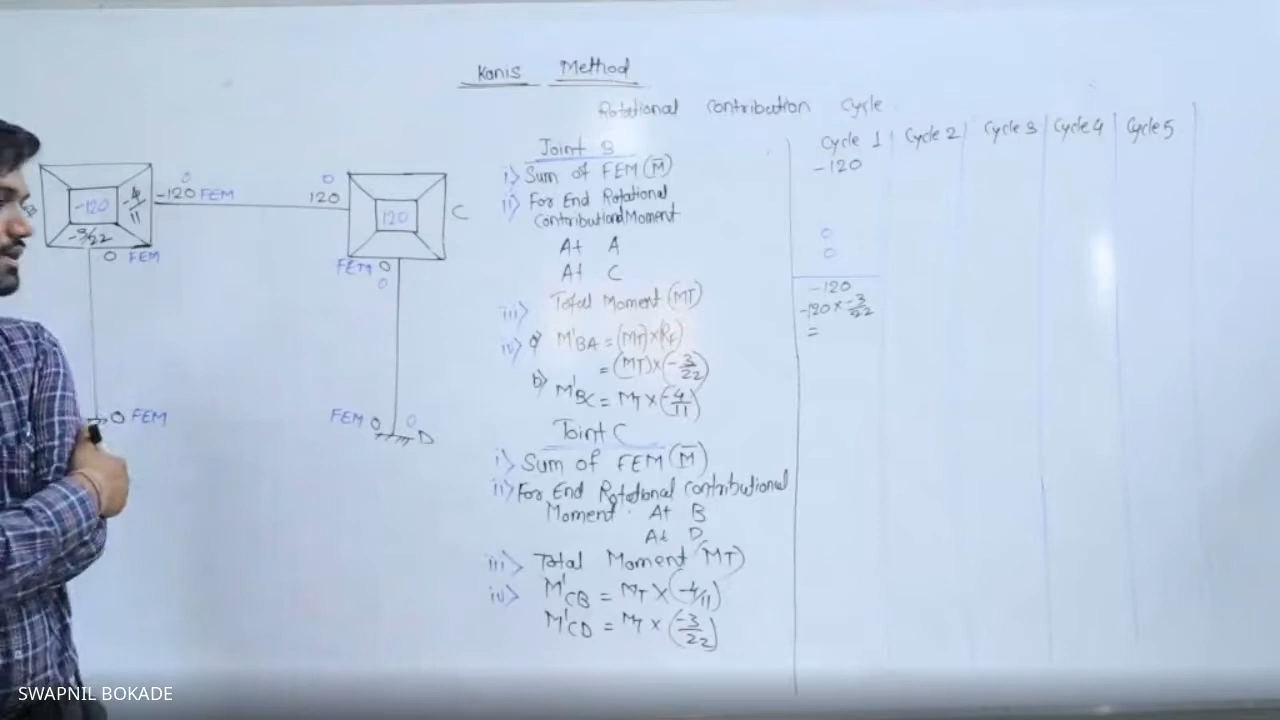 Kanis Method
Rotational Contribution Cycle
Cycle 1 Cycle 2 Cycle 3 Cycle 4 Cycle 5
Joint B
i) Sum of FEM (M̅)
-120
ii) For End Rotational
Contributional Moment
At A
0
At C
0
iii) Total Moment (MT)
-120
iv) a) M'BA = (MT) x (R.F)
-120 x -3/22
=
= (MT) x (-3/22)
b) M'BC = MT x (-4/11)
Joint C
i) Sum of FEM (M̅)
ii) For End Rotational Contributional
Moment. At B
At D
iii) Total Moment (MT)
iv) M'CB = MT x (-4/11)
M'CD = MT x (-3/22)
0
-120 FEM
-120
-4/11
-3/22
0 FEM
0
120
120
C
FEM 0
0
0 FEM
FEM 0
0
D
SWAPNIL BOKADE